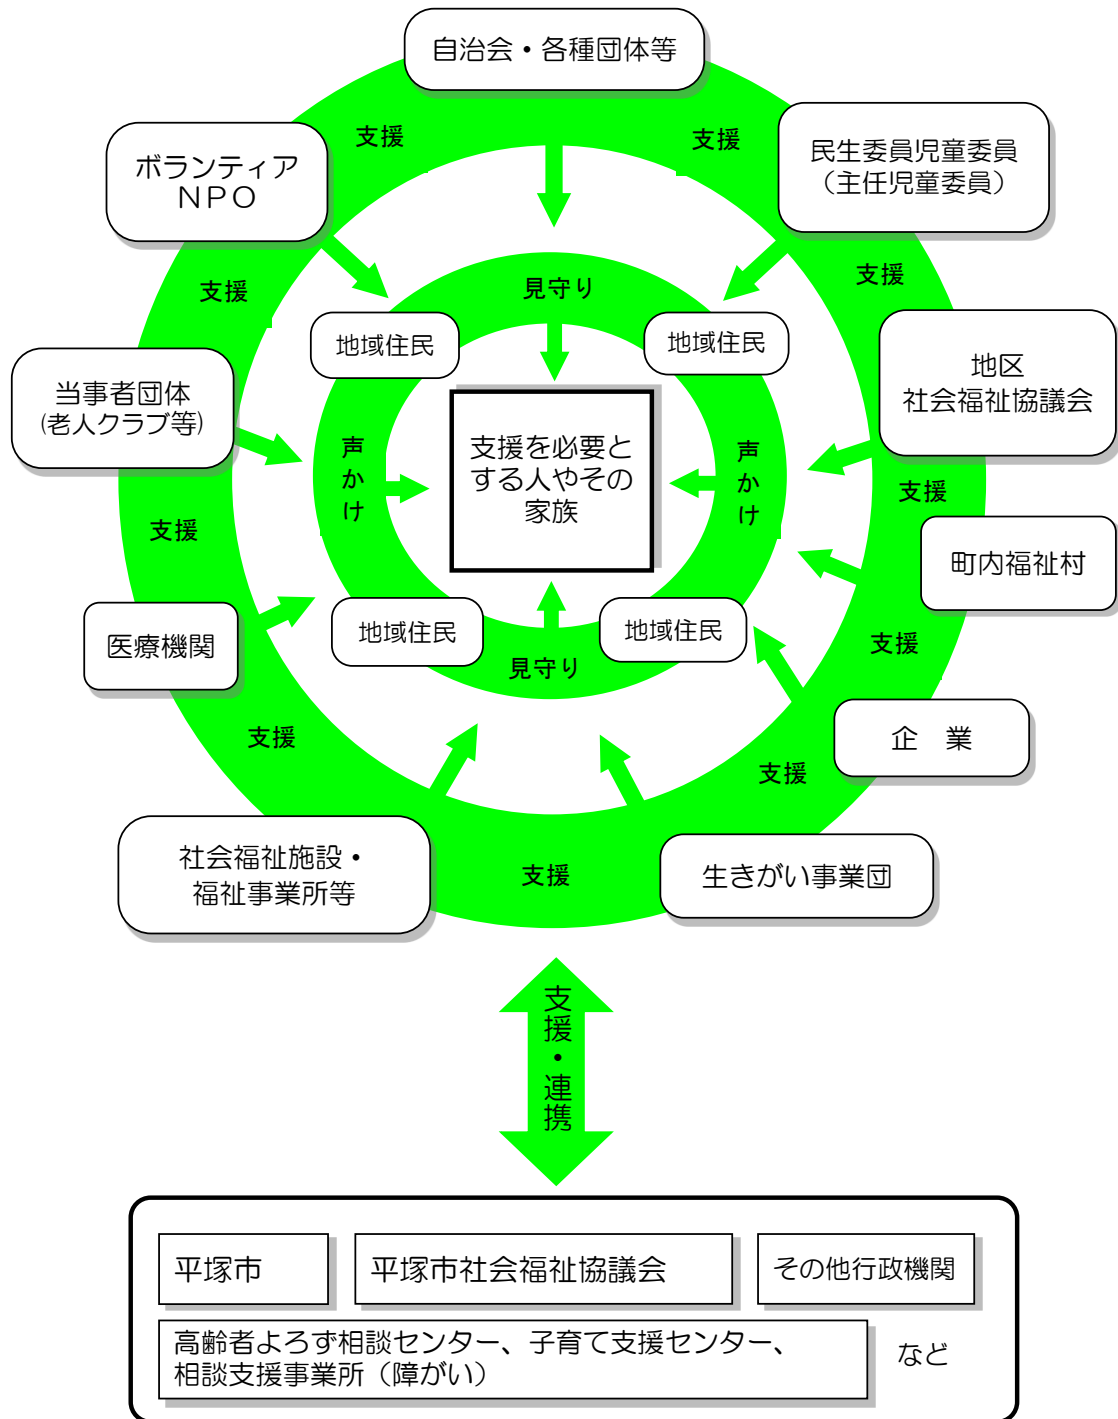 自治会・各種団体等
支援
支援
ボランティア
ＮＰＯ
民生委員児童委員
（主任児童委員）
支援
支援
見守り
地域住民
地域住民
当事者団体
(老人クラブ等)
地区
社会福祉協議会
声かけ
支援を必要と
する人やその
家族
声かけ
支援
支援
町内福祉村
医療機関
地域住民
地域住民
支援
見守り
支援
企　業
支援
社会福祉施設・
福祉事業所等
支援
生きがい事業団
支援・連携
平塚市
平塚市社会福祉協議会
その他行政機関
高齢者よろず相談センター、子育て支援センター、
相談支援事業所（障がい）
など